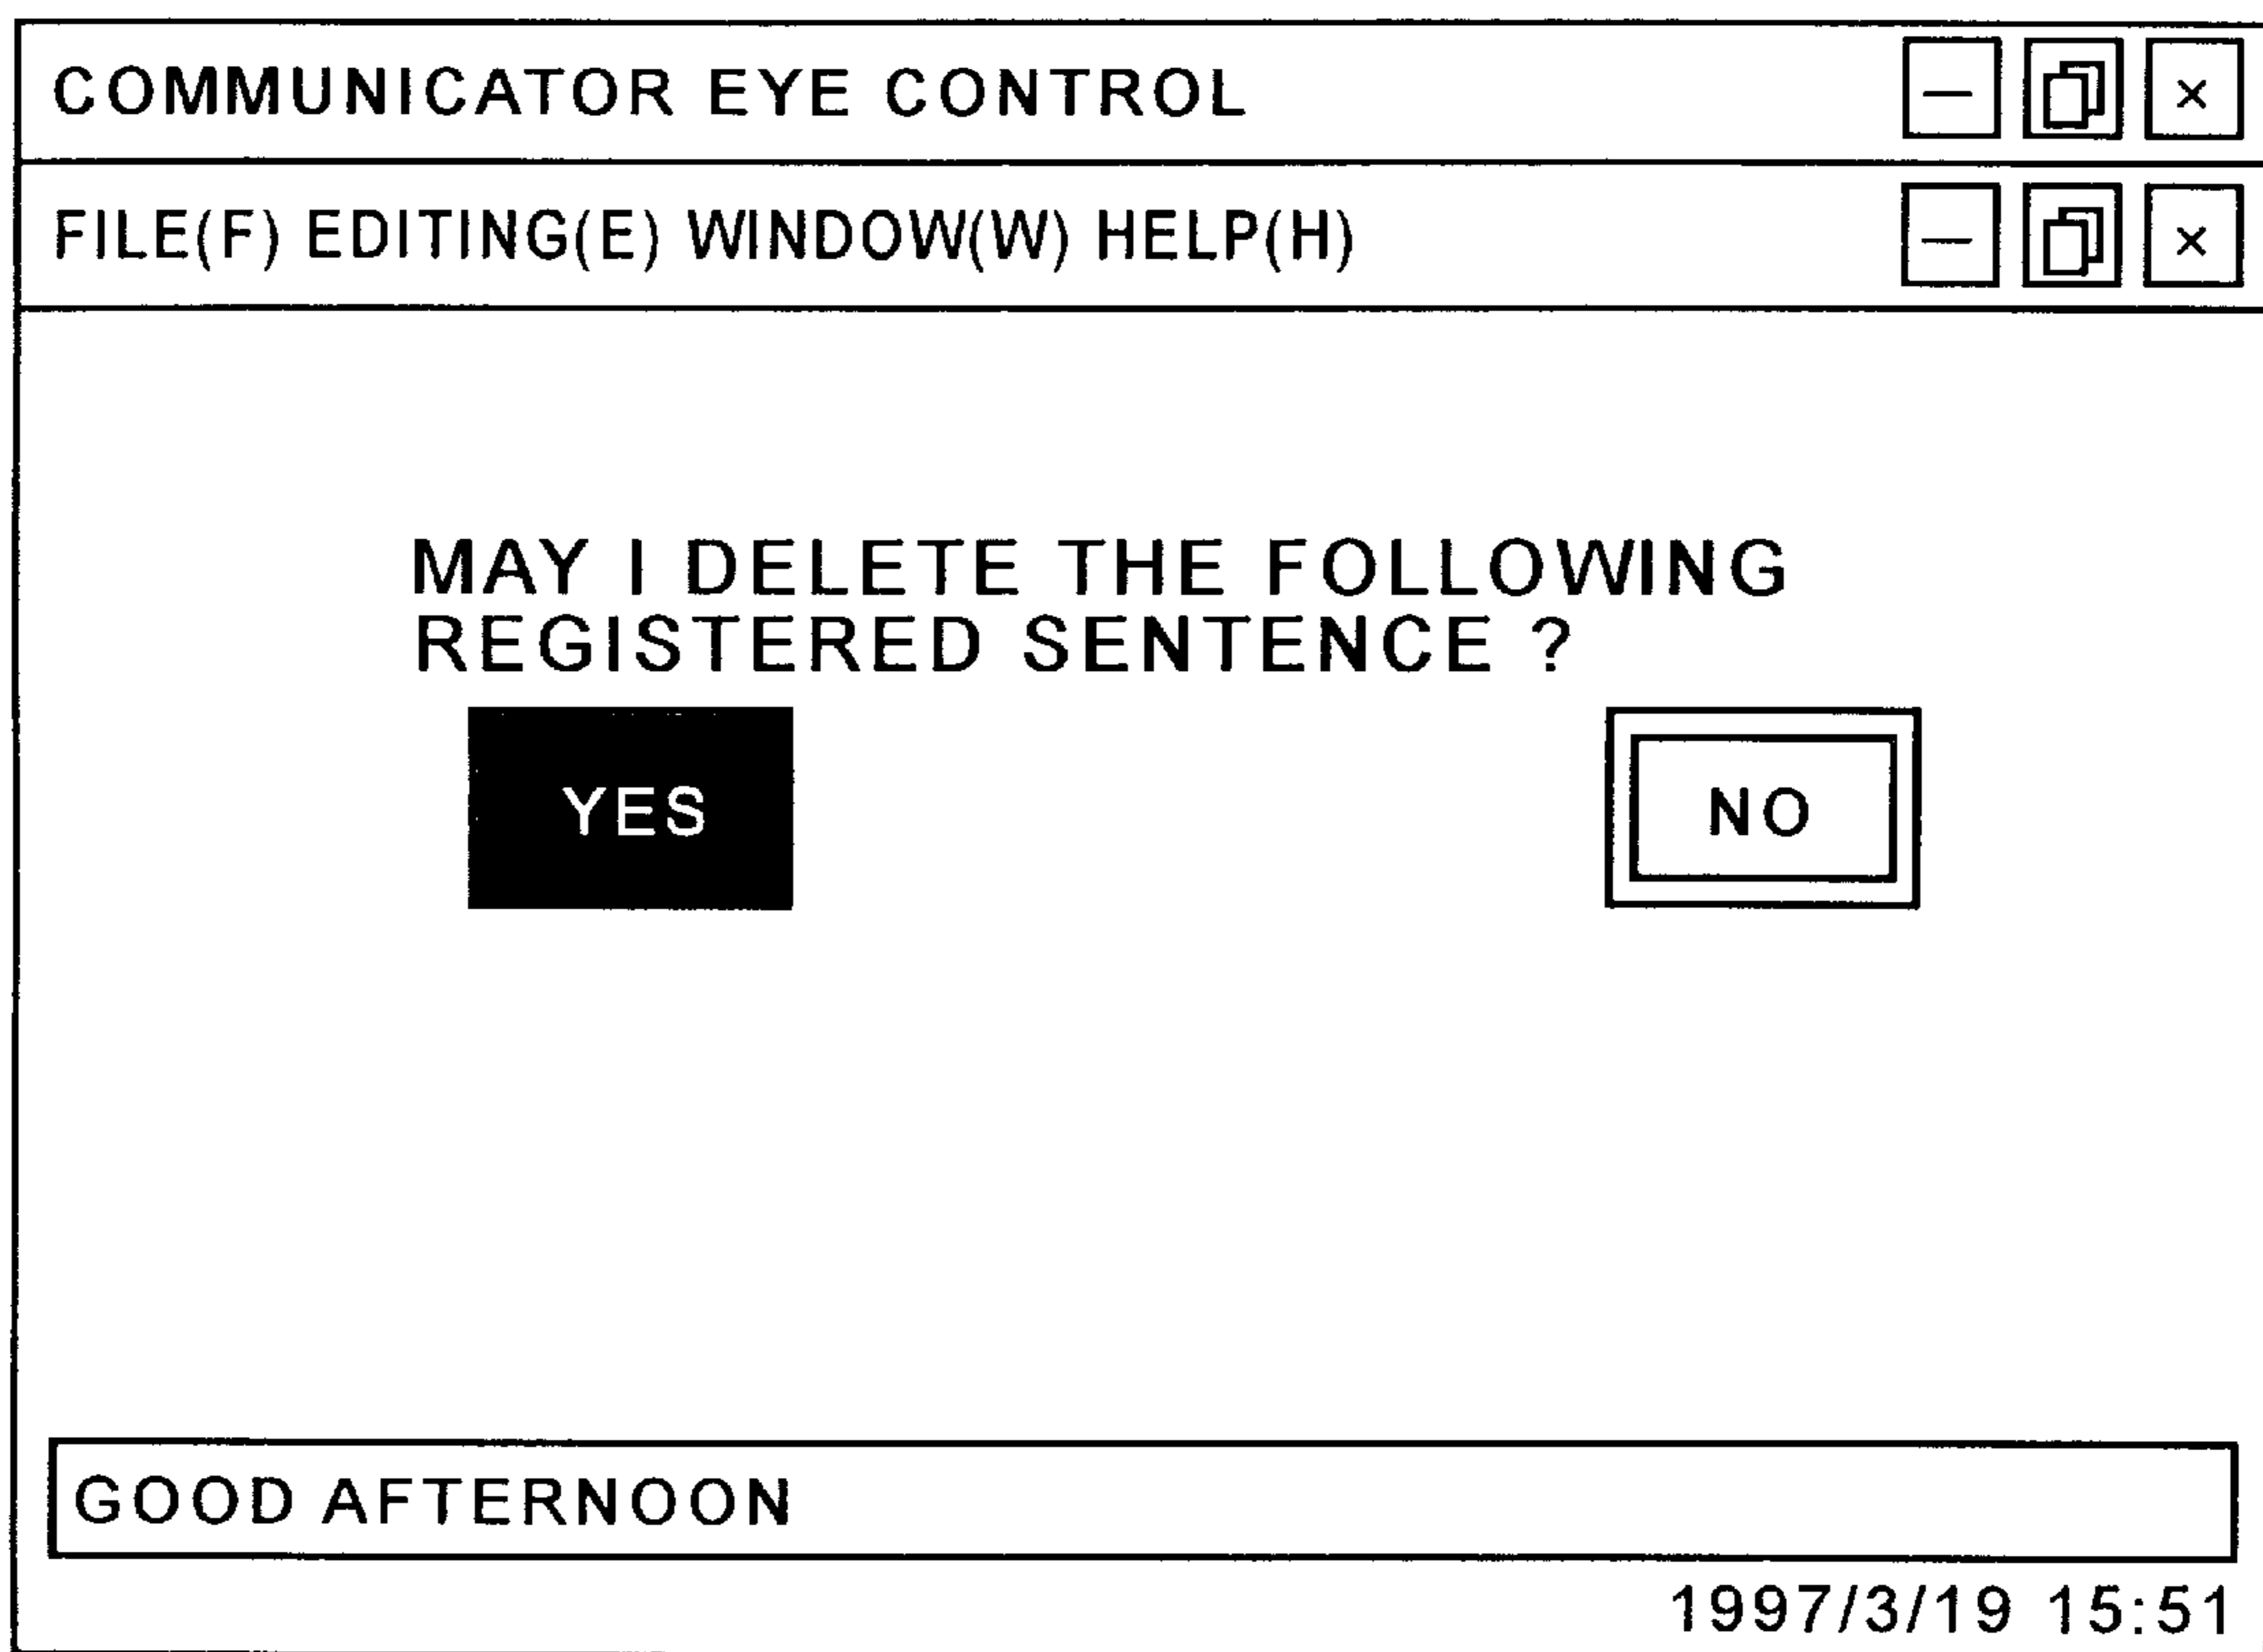 COMMUNICATOR EYE CONTROL
FILE(F) EDITING(E) WINDOW(W) HELP(H)
MAY I DELETE THE FOLLOWING
REGISTERED SENTENCE ?
YES NO
GOOD AFTERNOON
1997/3/19 15:51